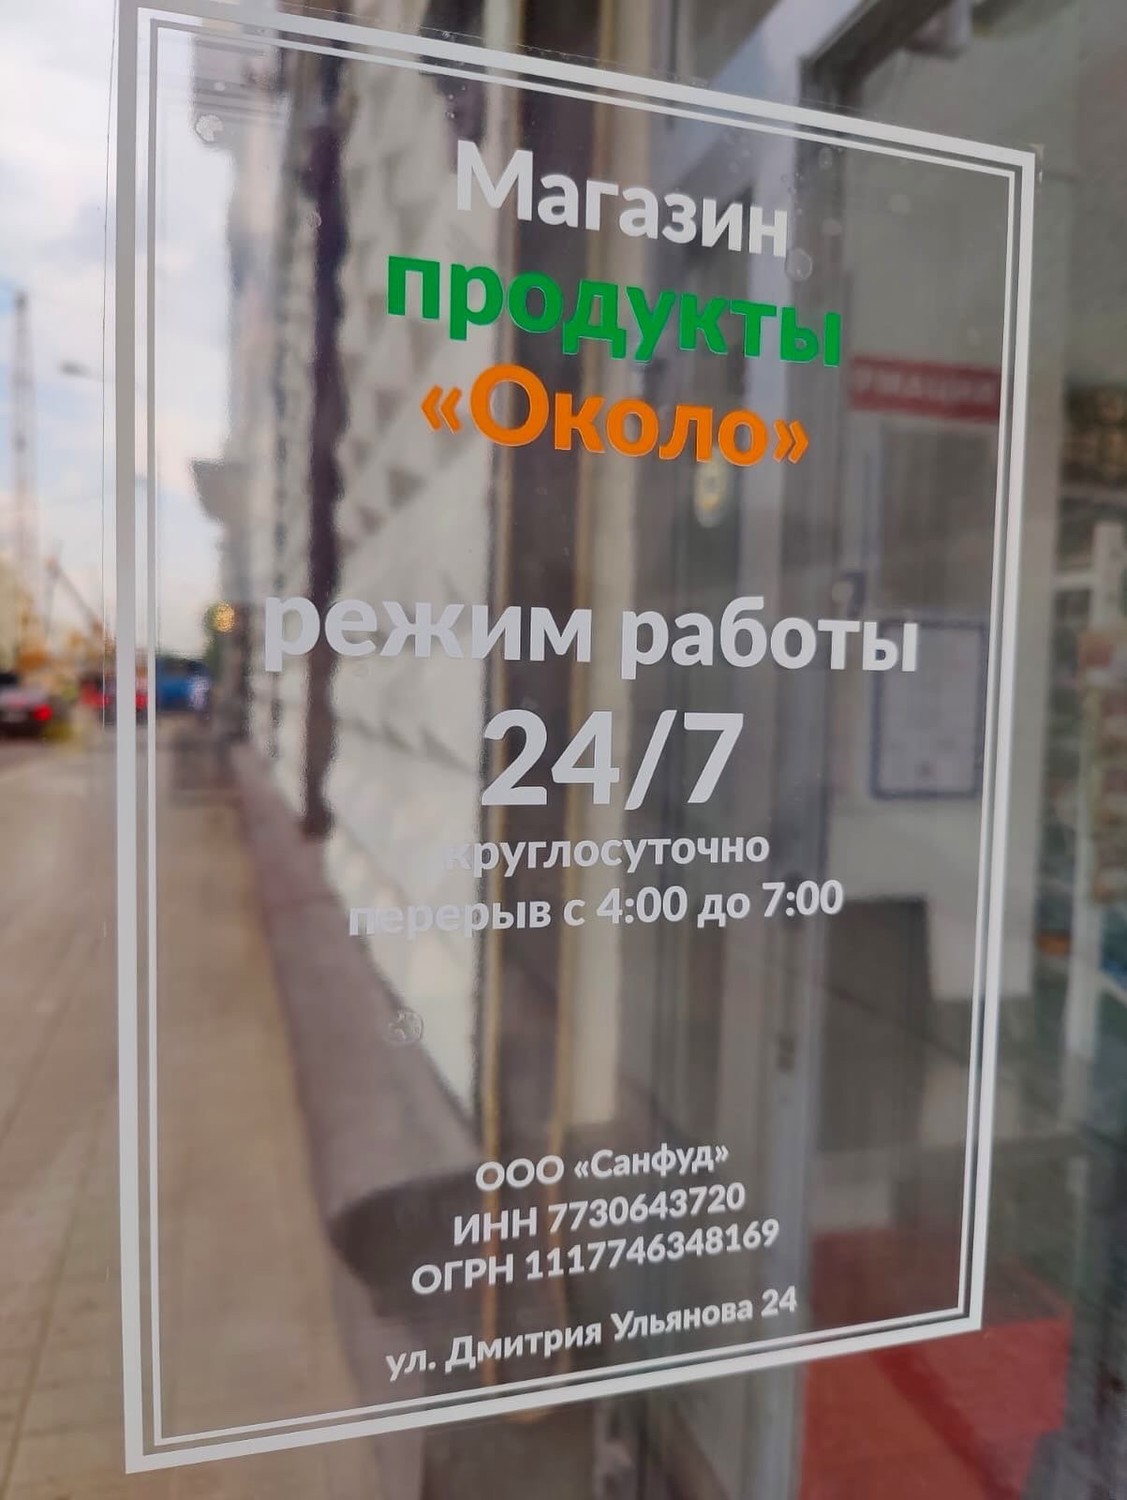 Магазин
продукты
«Около»
режим работы
24/7
круглосуточно
перерыв с 4:00 до 7:00
ООО «Санфуд»
ИНН 7730643720
ОГРН 1117746348169
ул. Дмитрия Ульянова 24